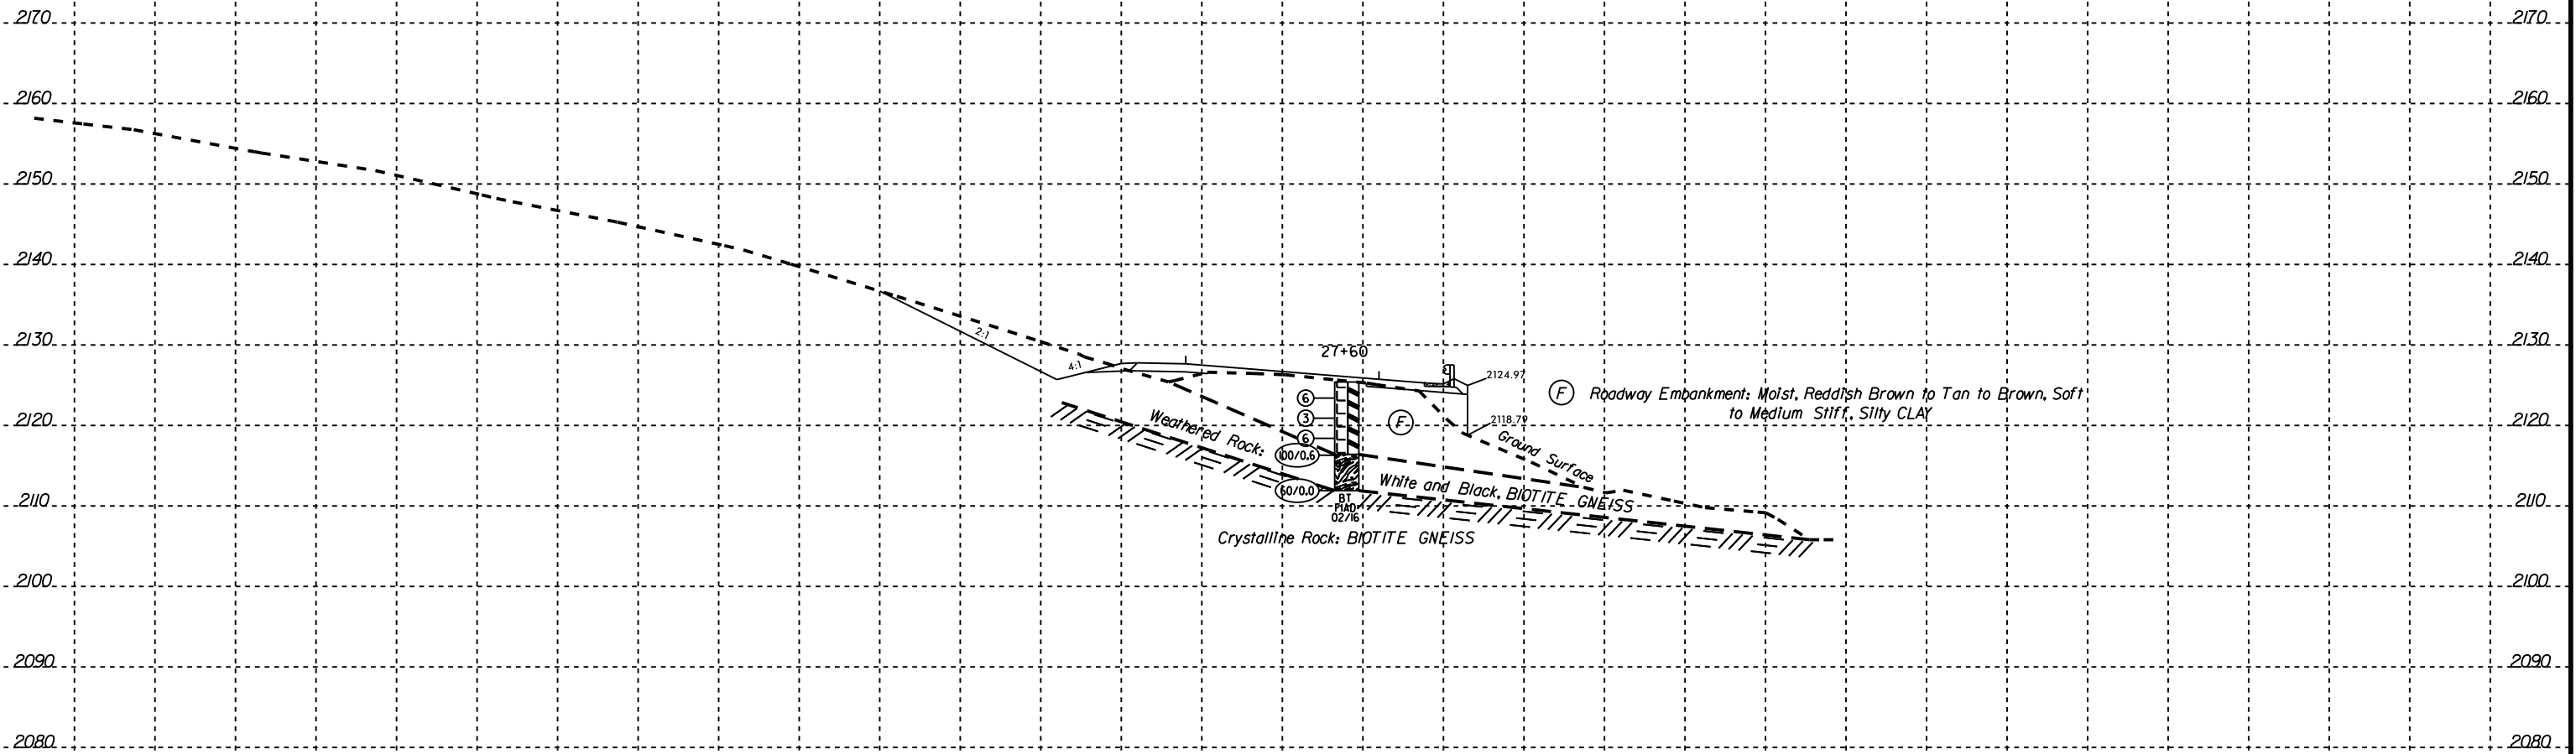 2170 2170
2160 2160
2150 2150
2140 2140
2130 2130
2:1
4:1
27+60
2124.97
6
F
F Roadway Embankment: Moist, Reddish Brown to Tan to Brown, Soft
to Medium Stiff, Silty CLAY
3
2120 2120
2118.79
6
Ground Surface
Weathered Rock:
100/0.6
White and Black, BIOTITE GNEISS
60/0.0
2110 2110
BT
FIAD
02/16
Crystalline Rock: BIOTITE GNEISS
2100 2100
2090 2090
2080 2080